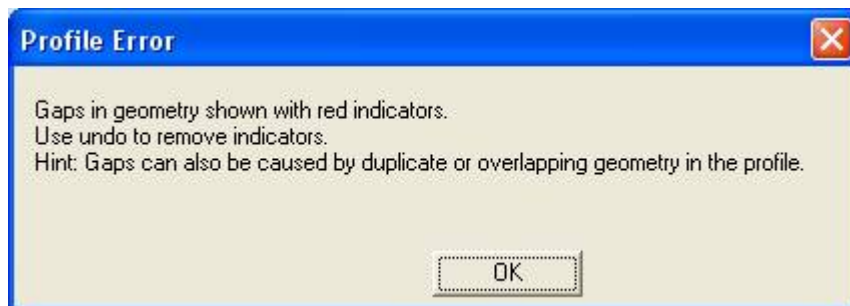 Profile Error
Gaps in geometry shown with red indicators.
Use undo to remove indicators.
Hint: Gaps can also be caused by duplicate or overlapping geometry in the profile.
OK